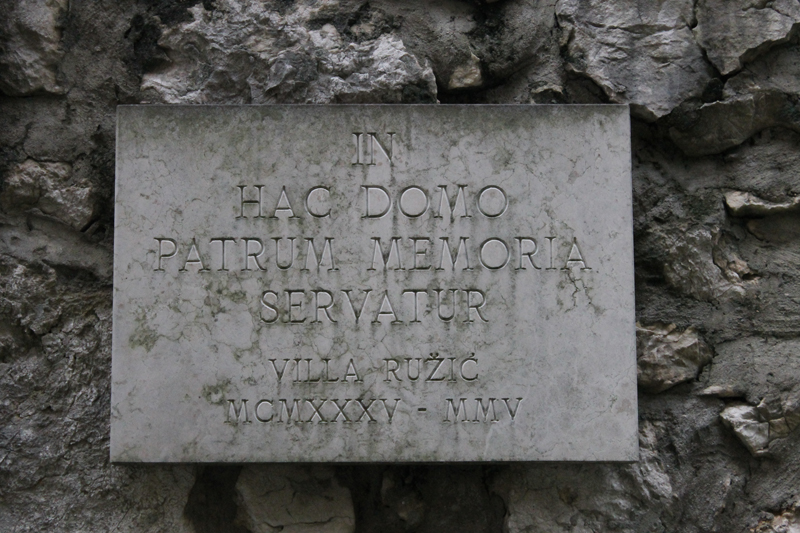 IN
HAC DOMO
PATRUM MEMORIA
SERVATUR
VILLA RUŽIĆ
MCMXXXV - MMV